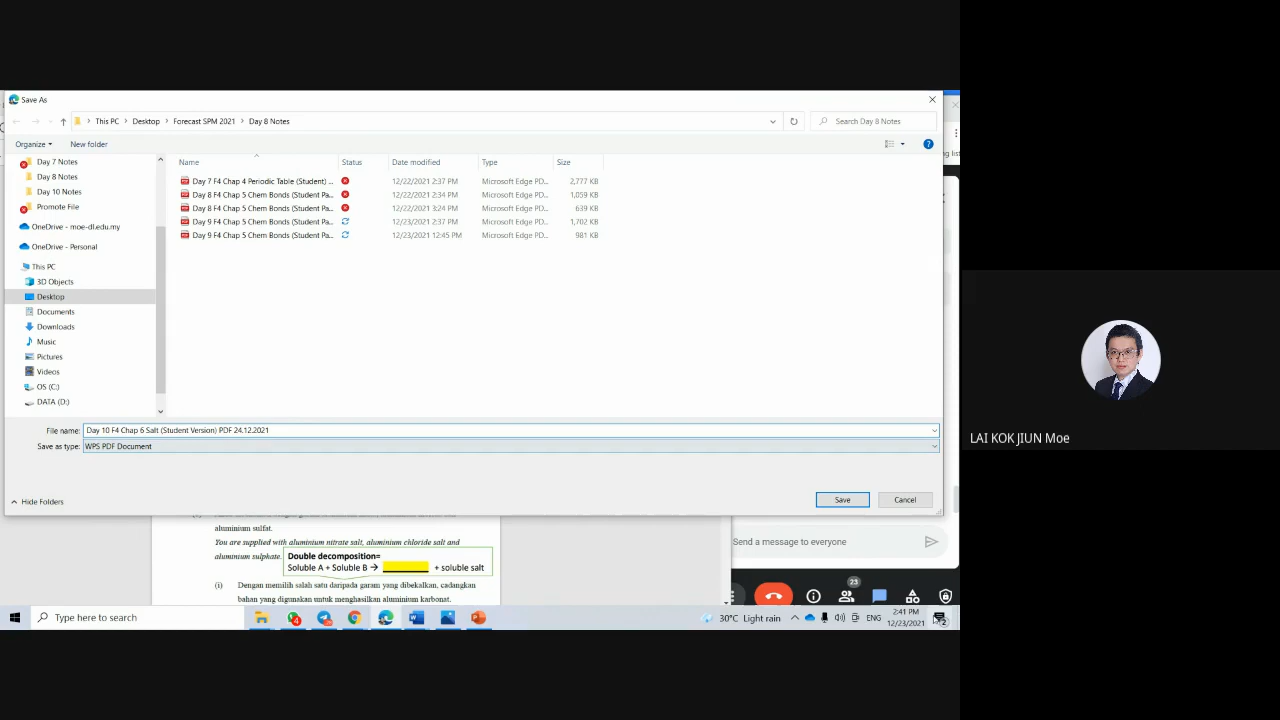 Save As
This PC > Desktop > Forecast SPM 2021 > Day 8 Notes
Search Day 8 Notes
Organize
New folder
Day 7 Notes
Day 8 Notes
Day 10 Notes
Promote File
OneDrive - moe-dl.edu.my
OneDrive - Personal
This PC
3D Objects
Desktop
Documents
Downloads
Music
Pictures
Videos
OS (C:)
DATA (D:)
Name Status Date modified Type Size
Day 7 F4 Chap 4 Periodic Table (Student) ... 12/22/2021 2:37 PM Microsoft Edge PD... 2,777 KB
Day 8 F4 Chap 5 Chem Bonds (Student Pa... 12/22/2021 2:34 PM Microsoft Edge PD... 1,059 KB
Day 8 F4 Chap 5 Chem Bonds (Student Pa... 12/22/2021 3:24 PM Microsoft Edge PD... 639 KB
Day 9 F4 Chap 5 Chem Bonds (Student Pa... 12/23/2021 2:37 PM Microsoft Edge PD... 1,702 KB
Day 9 F4 Chap 5 Chem Bonds (Student Pa... 12/23/2021 12:45 PM Microsoft Edge PD... 981 KB
File name: Day 10 F4 Chap 6 Salt (Student Version) PDF 24.12.2021
Save as type: WPS PDF Document
Hide Folders
Save
Cancel
aluminium sulfat.
You are supplied with aluminium nitrate salt, aluminium chloride salt and
aluminium sulphate.
Double decomposition=
Soluble A + Soluble B → + soluble salt
(i) Dengan memilih salah satu daripada garam yang dibekalkan, cadangkan
bahan yang digunakan untuk menghasilkan aluminium karbonat.
Send a message to everyone
23
Type here to search
4
30°C Light rain
ENG
2:41 PM
12/23/2021
2
LAI KOK JIUN Moe